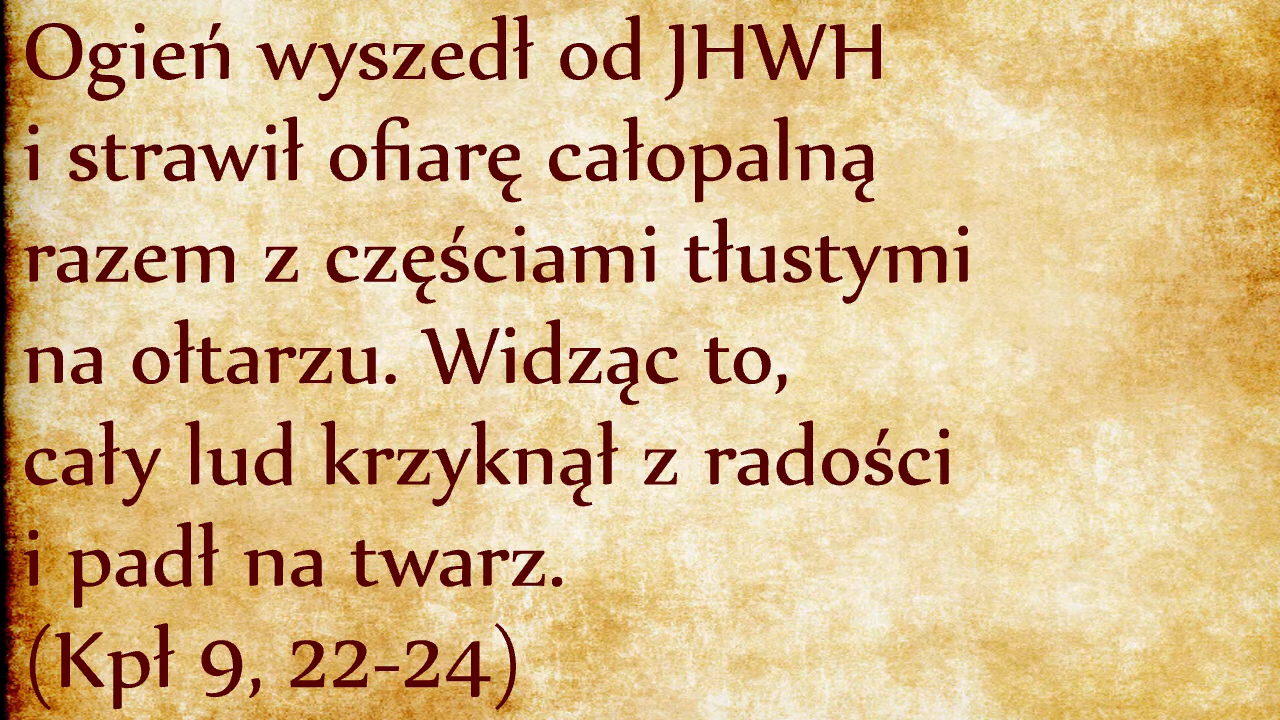 Ogień wyszedł od JHWH
i strawił ofiarę całopalną
razem z częściami tłustymi
na ołtarzu. Widząc to,
cały lud krzyknął z radości
i padł na twarz.
(Kpł 9, 22-24)